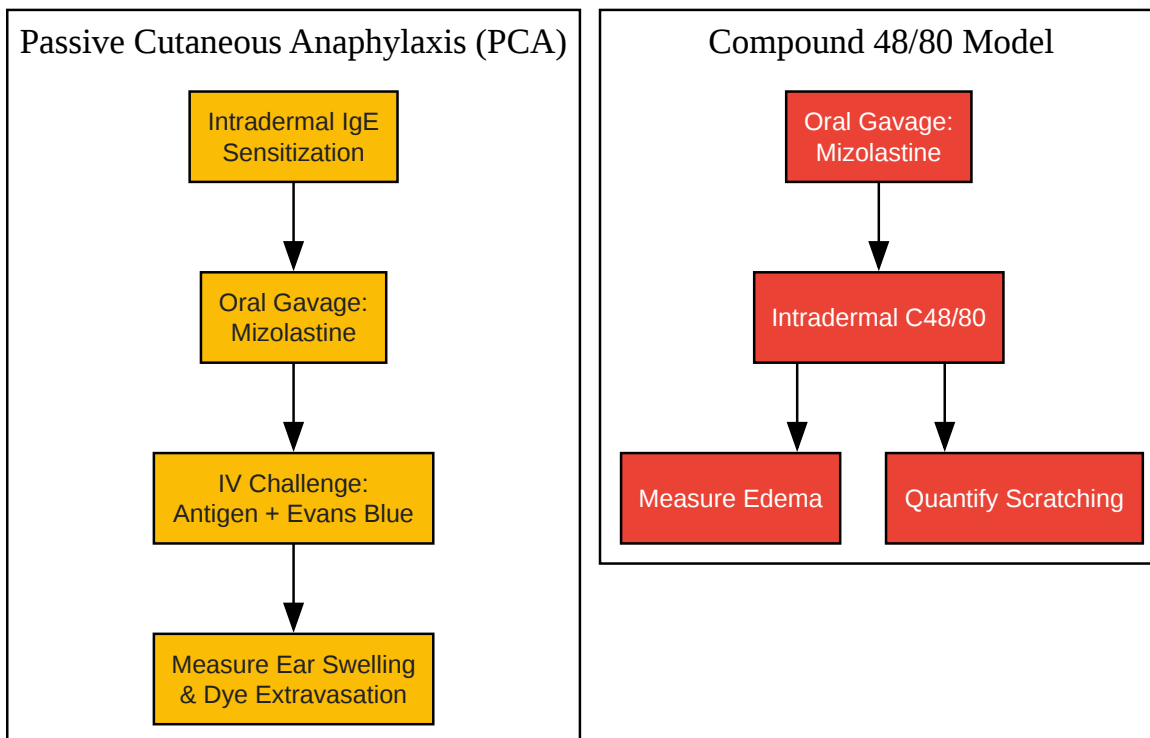 Passive Cutaneous Anaphylaxis (PCA)
Intradermal IgE
Sensitization
Oral Gavage:
Mizolastine
IV Challenge:
Antigen + Evans Blue
Measure Ear Swelling
& Dye Extravasation
Compound 48/80 Model
Oral Gavage:
Mizolastine
Intradermal C48/80
Measure Edema
Quantify Scratching